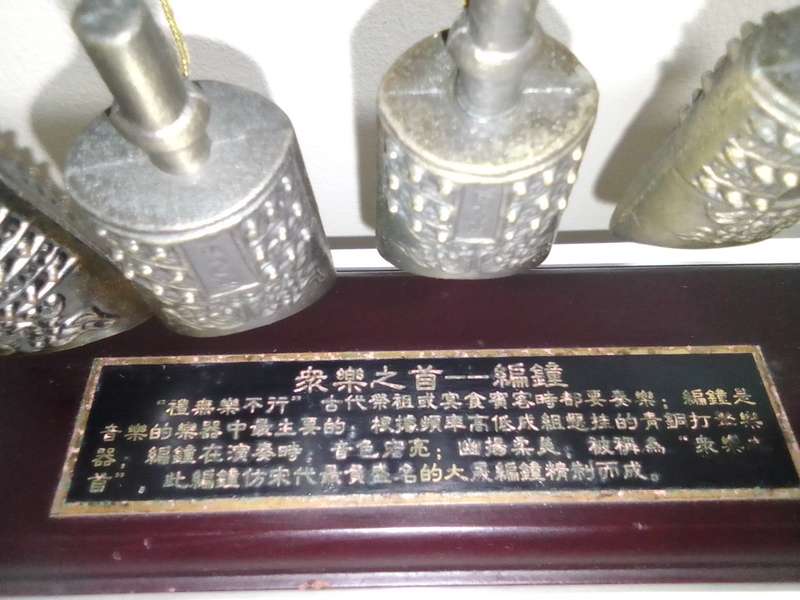 衆樂之首——編鐘
"禮無樂不行" 古代祭祖或宴食賓客時都要奏樂；編鐘是
音樂的樂器中最主要的；根據頻率高低成組懸挂的青銅打擊樂
器；編鐘在演奏時，音色宏亮；幽揚柔美，被稱為"衆樂之
首"。此編鐘仿宋代最負盛名的大晟編鐘精制而成。